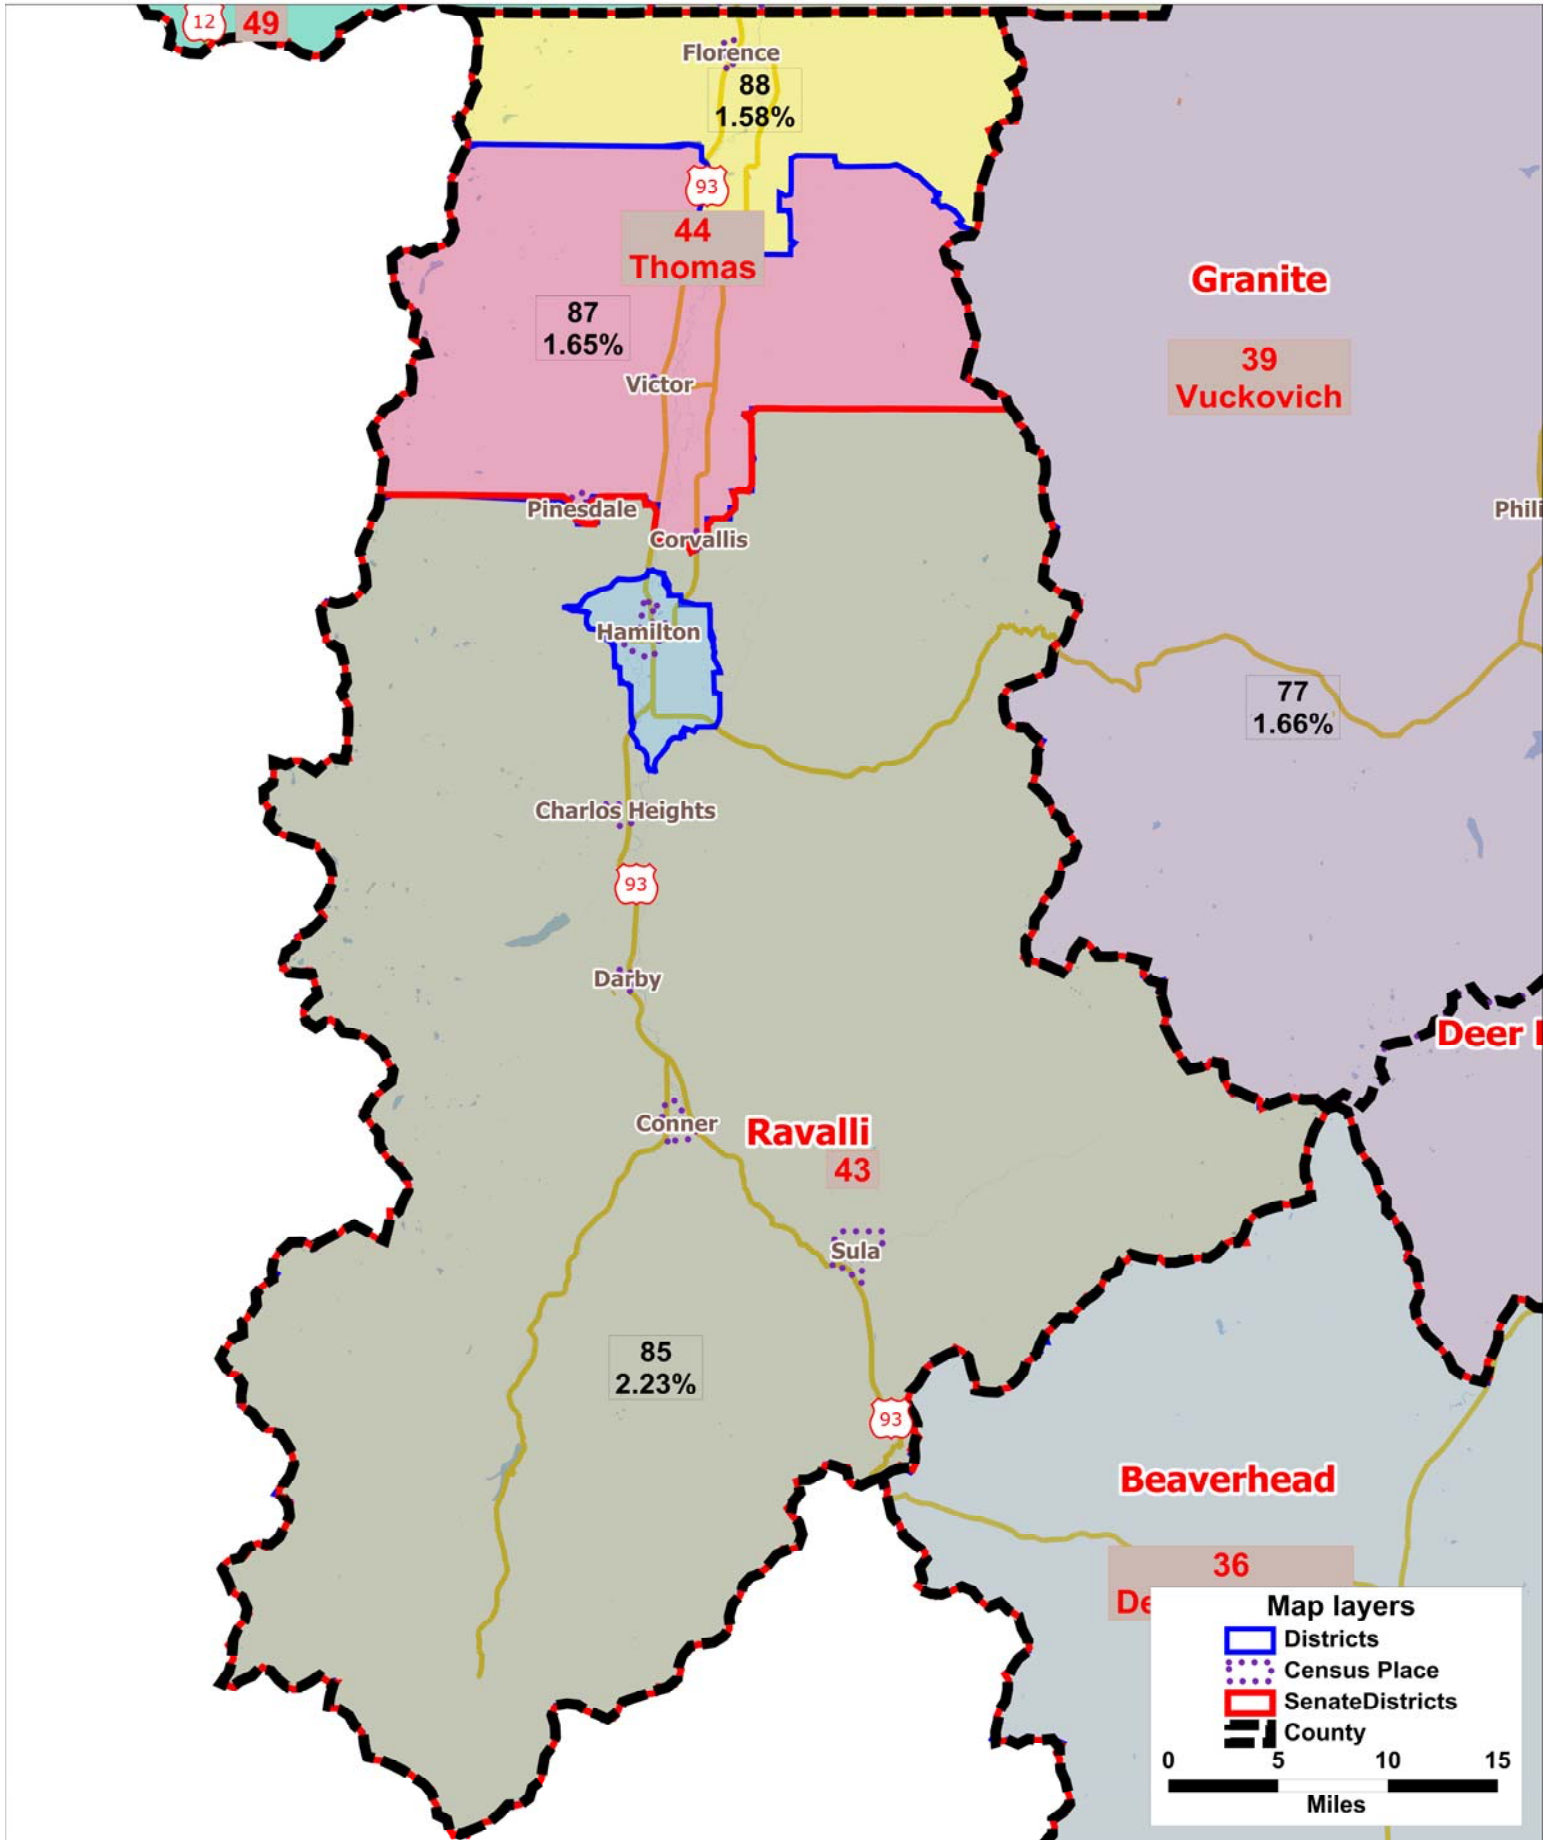 12
49
Florence
88
1.58%
93
44
Thomas
Granite
87
1.65%
39
Vuckovich
Victor
Pinesdale
Phili
Corvallis
Hamilton
77
1.66%
Charlos Heights
93
Darby
Deer
Conner
Ravalli
43
Sula
85
2.23%
93
Beaverhead
36
De
Map layers
Districts
Census Place
SenateDistricts
County
0 5 10 15
Miles